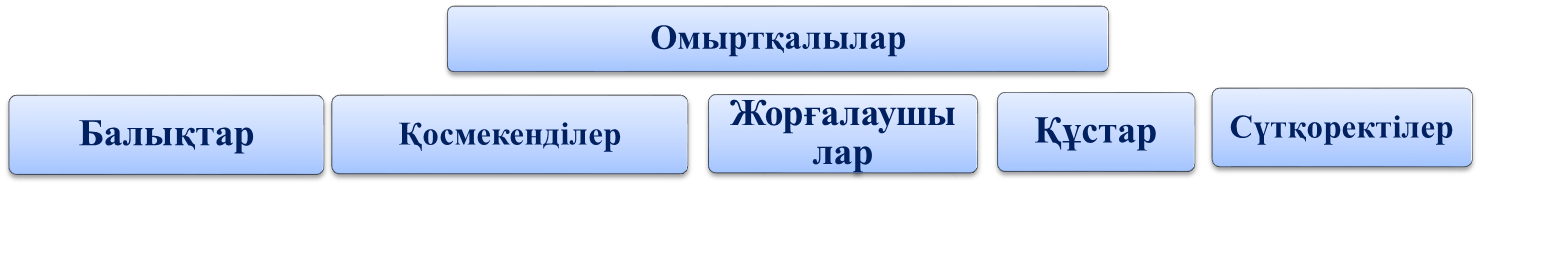 Омыртқалылар
Балықтар
Қосмекенділер
Жорғалаушы
лар
Құстар
Сүтқоректілер